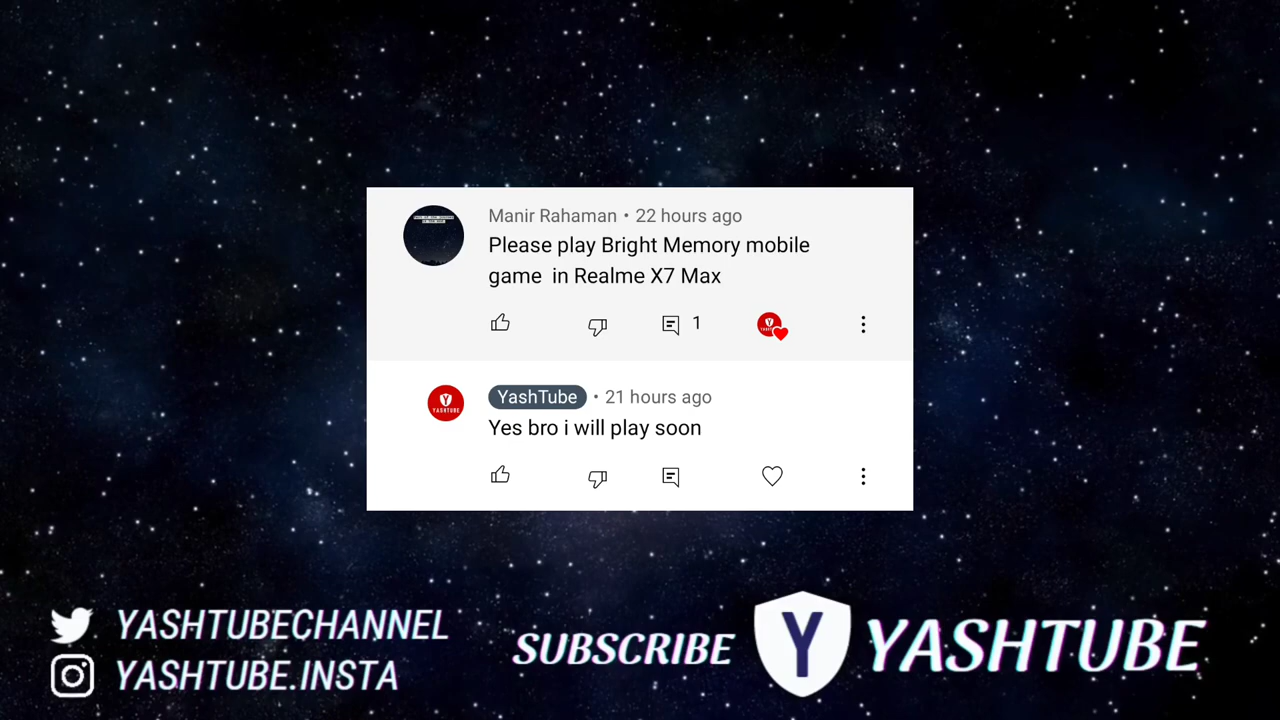 Manir Rahaman • 22 hours ago
Please play Bright Memory mobile
game  in Realme X7 Max
1
YashTube • 21 hours ago
Yes bro i will play soon
YASHTUBECHANNEL
YASHTUBE.INSTA
SUBSCRIBE
Y
YASHTUBE